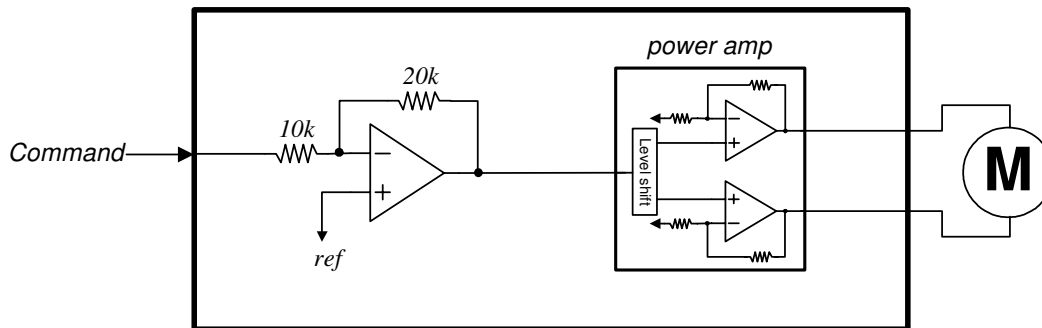 power amp
20k
10k
Command
Level shift
ref
M